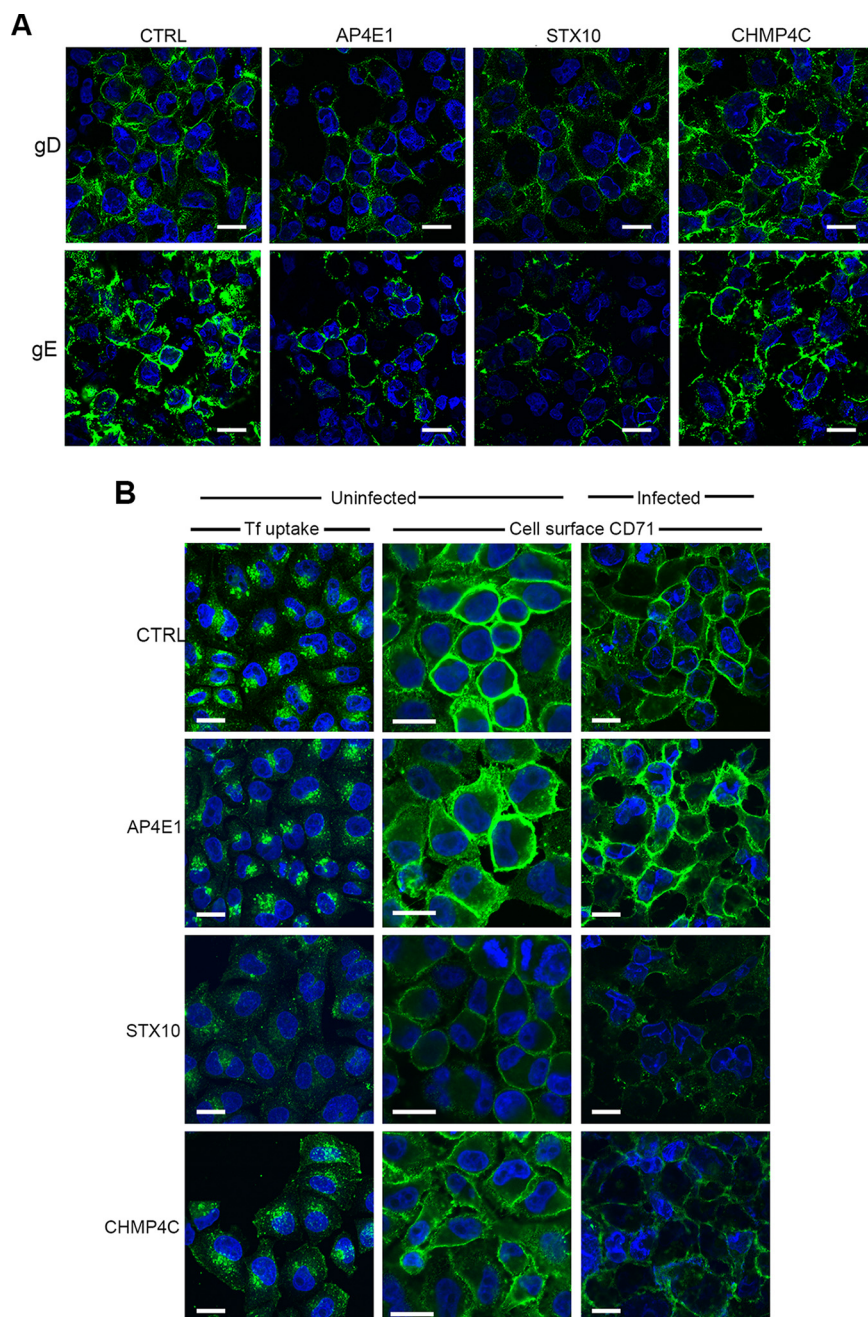 A
CTRL AP4E1 STX10 CHMP4C
gD
gE
B
Uninfected Infected
Tf uptake Cell surface CD71
CTRL
AP4E1
STX10
CHMP4C